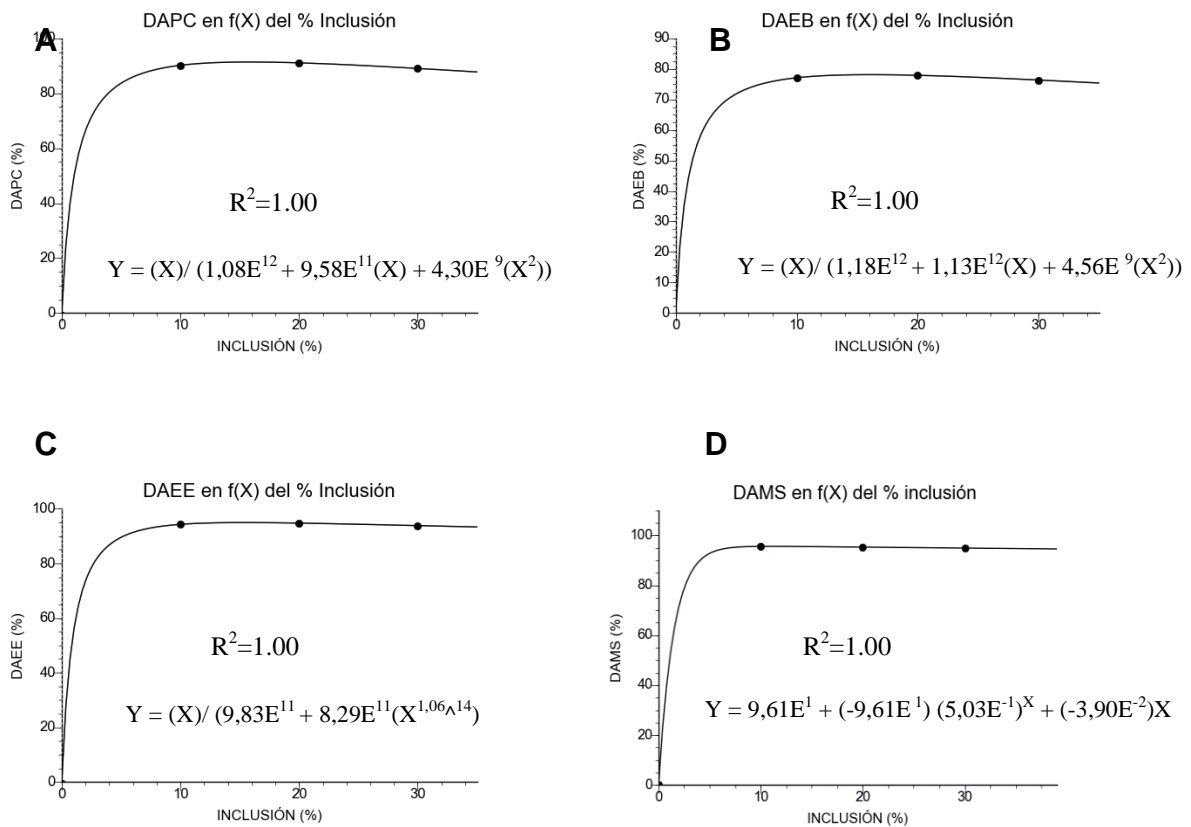 A
DAPC en f(X) del % Inclusión
100
80
60
40
20
0
DAPC (%)
R²=1.00
Y = (X)/ (1,08E¹² + 9,58E¹¹(X) + 4,30E ⁹(X²))
0 10 20 30
INCLUSIÓN (%)
B
DAEB en f(X) del % Inclusión
90
80
70
60
50
40
30
20
10
0
DAEB (%)
R²=1.00
Y = (X)/ (1,18E¹² + 1,13E¹²(X) + 4,56E ⁹(X²))
0 10 20 30
INCLUSIÓN (%)
C
DAEE en f(X) del % Inclusión
100
80
60
40
20
0
DAEE (%)
R²=1.00
Y = (X)/ (9,83E¹¹ + 8,29E¹¹(X^1,06^14)
0 10 20 30
INCLUSIÓN (%)
D
DAMS en f(X) del % inclusión
100
80
60
40
20
0
DAMS (%)
R²=1.00
Y = 9,61E¹ + (-9,61E¹) (5,03E⁻¹)ˣ + (-3,90E⁻²)X
0 10 20 30
INCLUSIÓN (%)